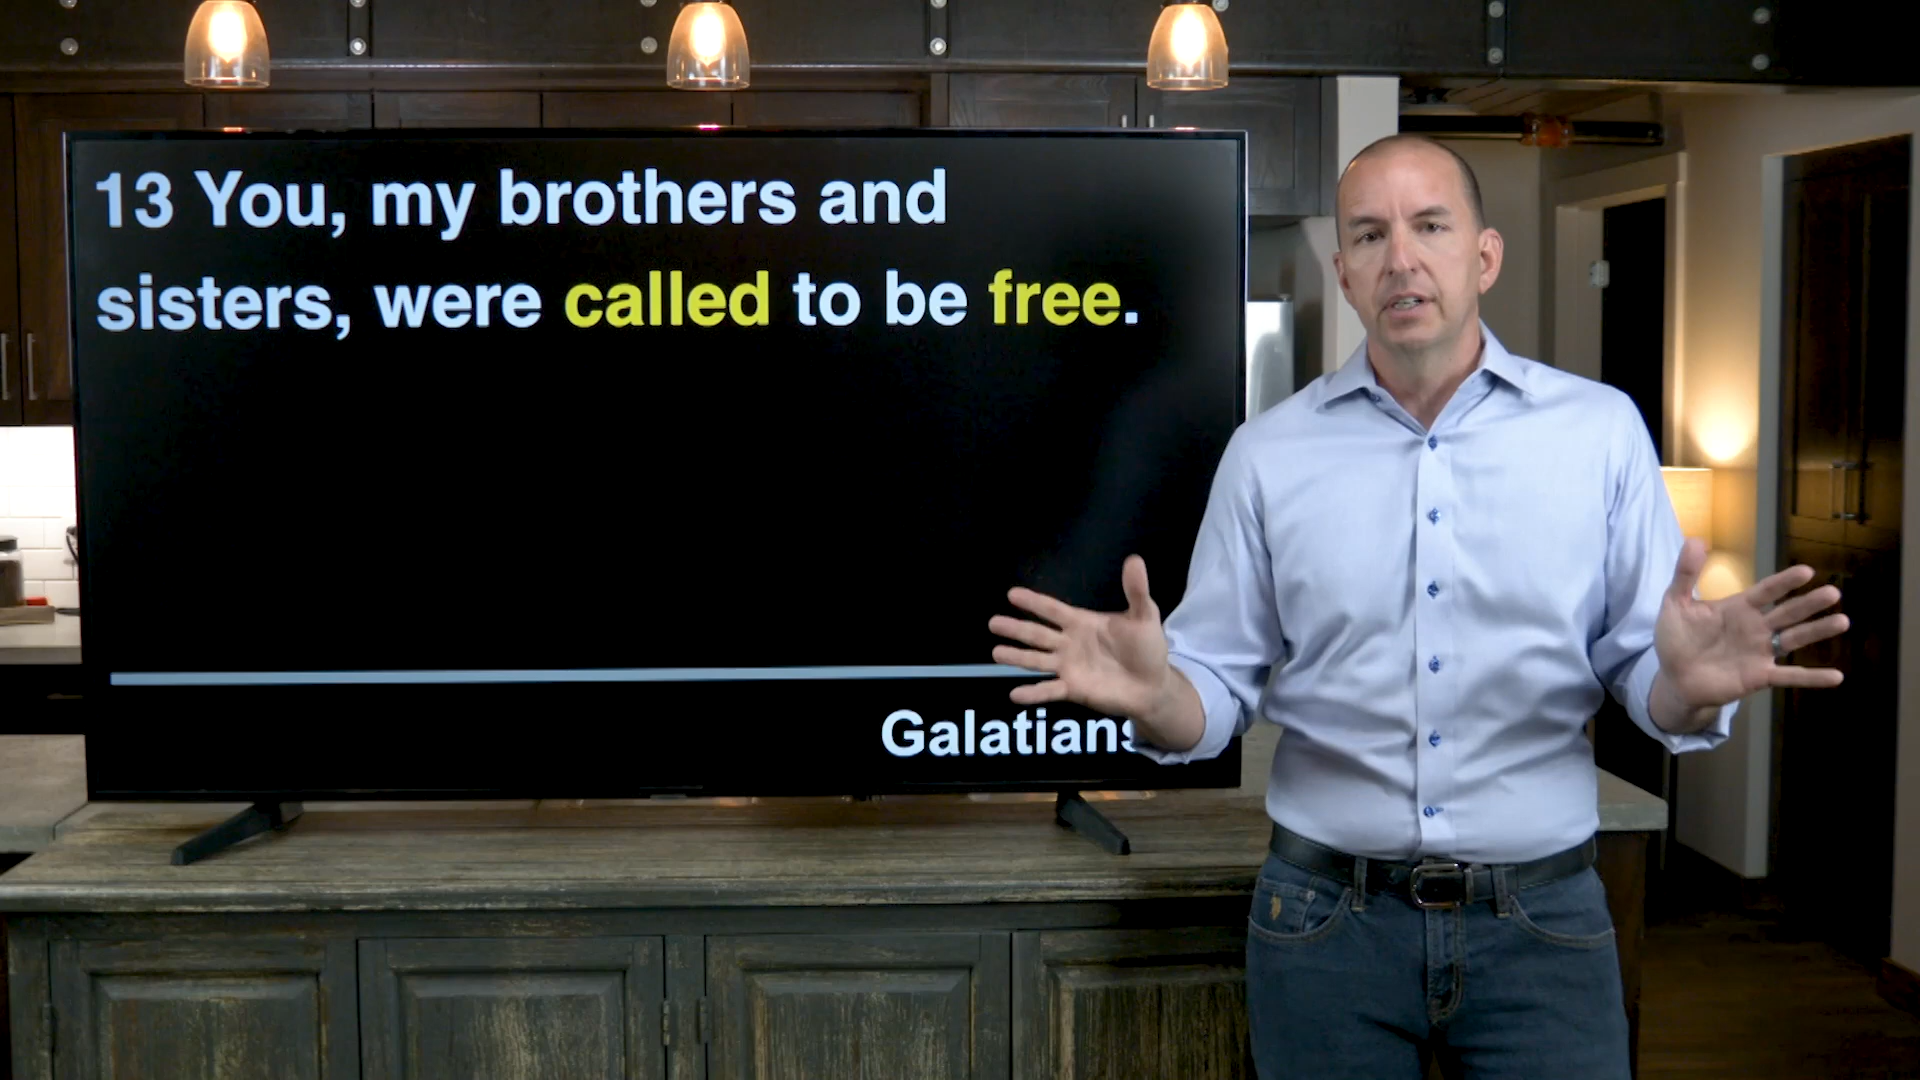 13 You, my brothers and
sisters, were called to be free.
Galatians